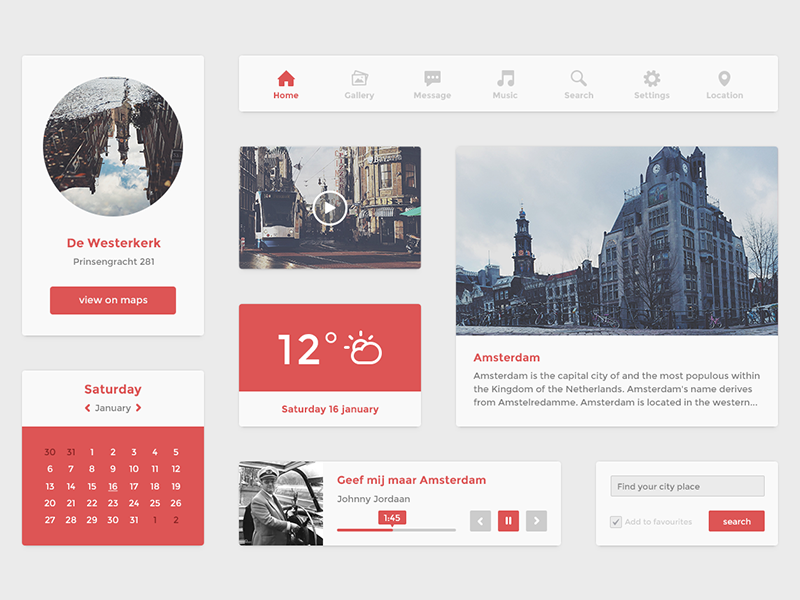 Home Gallery Message Music Search Settings Location
De Westerkerk
Prinsengracht 281
view on maps
12°
Saturday 16 january
Amsterdam
Amsterdam is the capital city of and the most populous within
the Kingdom of the Netherlands. Amsterdam's name derives
from Amstelredamme. Amsterdam is located in the western...
Saturday
January
30 31 1 2 3 4 5
6 7 8 9 10 11 12
13 14 15 16 17 18 19
20 21 22 23 24 25 26
27 28 29 30 31 1 2
Geef mij maar Amsterdam
Johnny Jordaan
1:45
Find your city place
Add to favourites
search